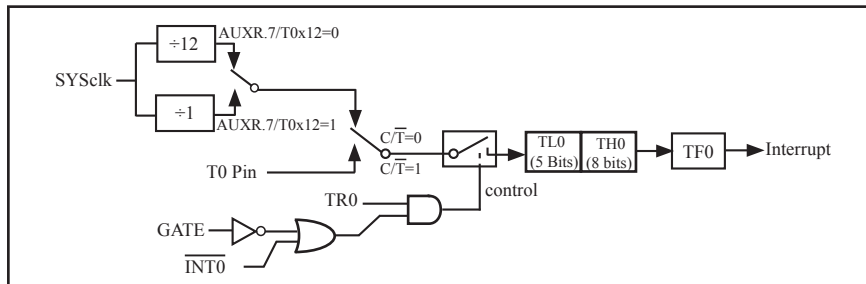 AUXR.7/T0x12=0
÷12
SYSclk
÷1
AUXR.7/T0x12=1
C/T̅=0
C/T̅=1
T0 Pin
TL0
(5 Bits)
TH0
(8 bits)
TF0
Interrupt
control
TR0
GATE
I̅N̅T̅0̅